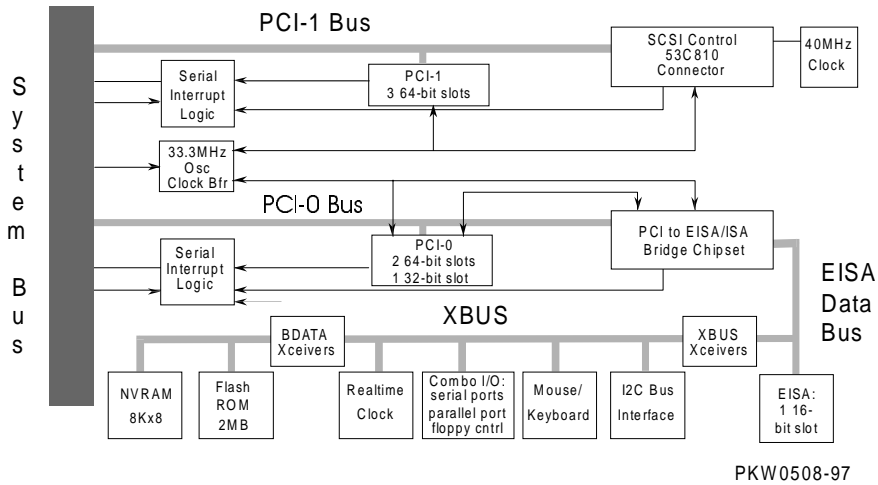 PCI-1 Bus
SCSI Control
53C810
Connector
40MHz
Clock
System Bus
Serial
Interrupt
Logic
PCI-1
3 64-bit slots
33.3MHz
Osc
Clock Bfr
PCI-0 Bus
PCI-0
2 64-bit slots
1 32-bit slot
PCI to EISA/ISA
Bridge Chipset
Serial
Interrupt
Logic
EISA
Data
Bus
XBUS
BDATA
Xceivers
XBUS
Xceivers
NVRAM
8Kx8
Flash
ROM
2MB
Realtime
Clock
Combo I/O:
serial ports
parallel port
floppy cntrl
Mouse/
Keyboard
I2C Bus
Interface
EISA:
1 16-
bit slot
PKW0508-97